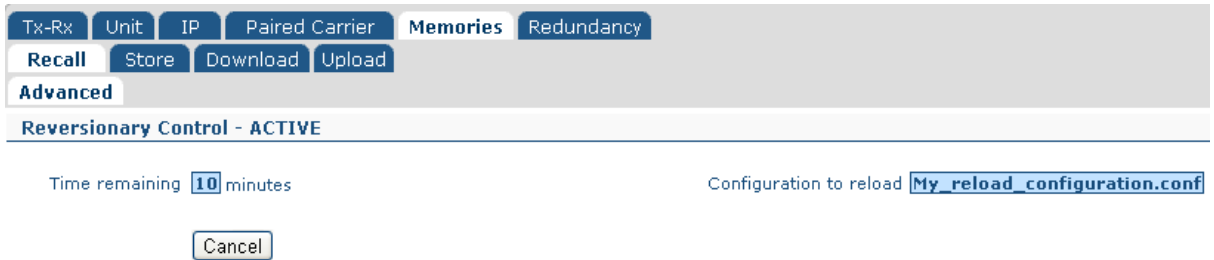 Tx-Rx Unit IP Paired Carrier Memories Redundancy
Recall Store Download Upload
Advanced
Reversionary Control - ACTIVE
Time remaining 10 minutes Configuration to reload My_reload_configuration.conf
Cancel